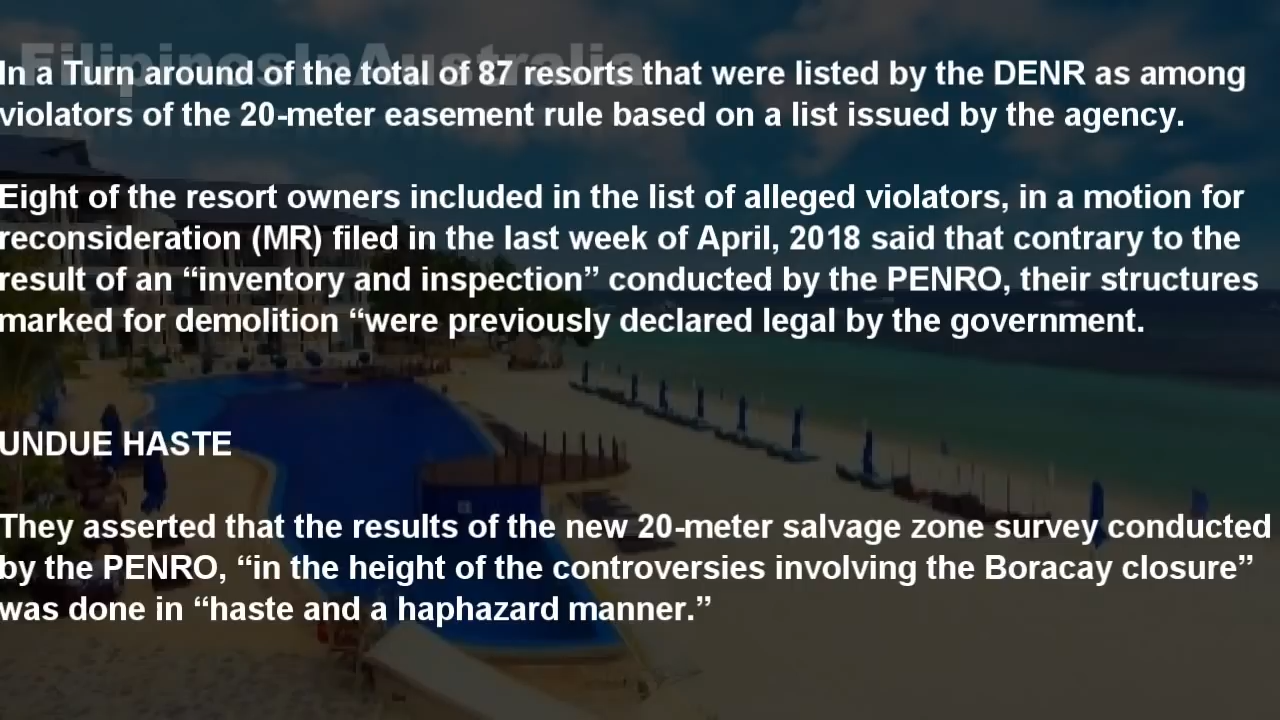 FilipinosInAustralia
In a Turn around of the total of 87 resorts that were listed by the DENR as among
violators of the 20-meter easement rule based on a list issued by the agency.
Eight of the resort owners included in the list of alleged violators, in a motion for
reconsideration (MR) filed in the last week of April, 2018 said that contrary to the
result of an “inventory and inspection” conducted by the PENRO, their structures
marked for demolition “were previously declared legal by the government.
UNDUE HASTE
They asserted that the results of the new 20-meter salvage zone survey conducted
by the PENRO, “in the height of the controversies involving the Boracay closure”
was done in “haste and a haphazard manner.”